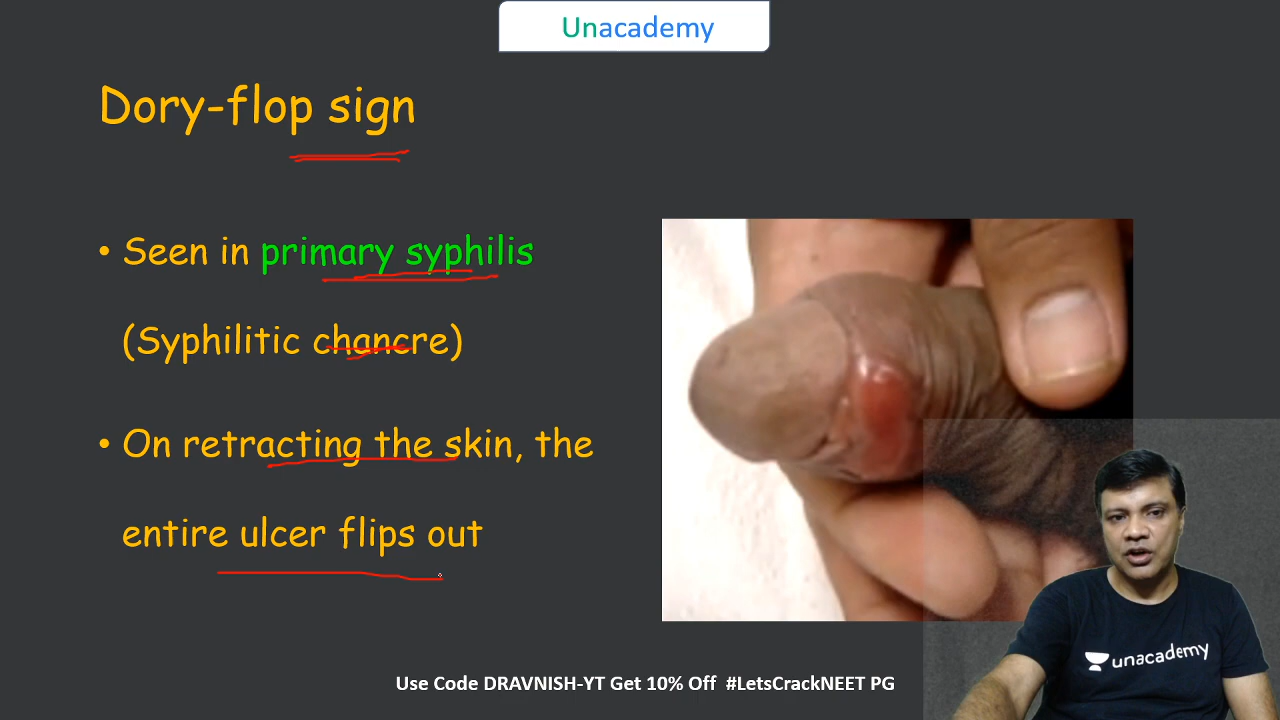 Unacademy
Dory-flop sign
• Seen in primary syphilis
(Syphilitic chancre)
• On retracting the skin, the
entire ulcer flips out
unacademy
Use Code DRAVNISH-YT Get 10% Off #LetsCrackNEET PG